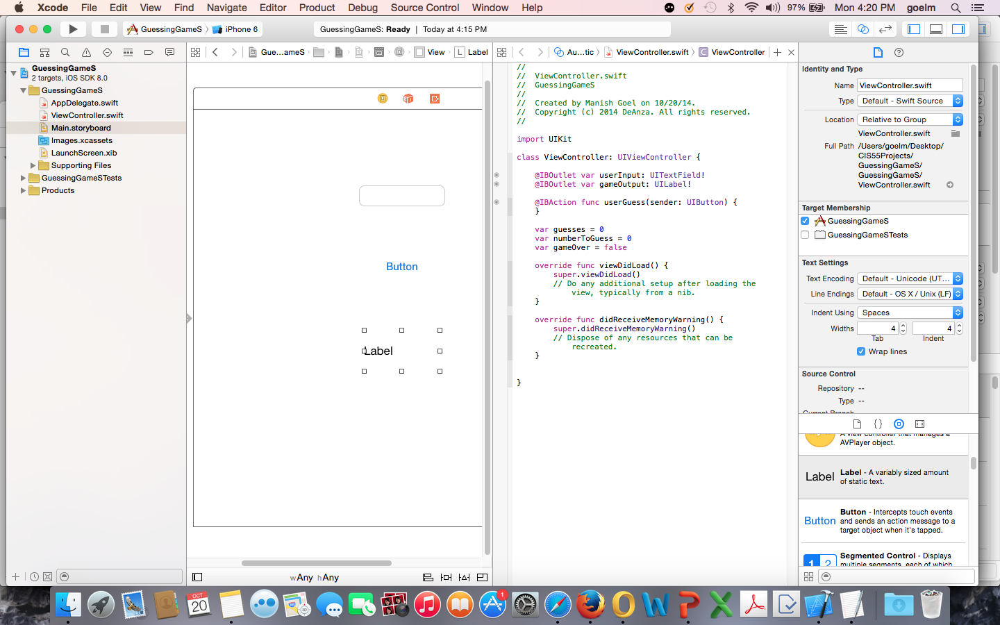 Xcode File Edit View Find Navigate Editor Product Debug Source Control Window Help 97% Mon 4:20 PM goelm
GuessingGameS iPhone 6
GuessingGameS: Ready | Today at 4:15 PM
Gue...ameS View L Label
Au...tic ViewController.swift C ViewController
GuessingGameS
2 targets, iOS SDK 8.0
GuessingGameS
AppDelegate.swift
ViewController.swift
Main.storyboard
Images.xcassets
LaunchScreen.xib
Supporting Files
GuessingGameSTests
Products
Button
Label
wAny hAny
//
// ViewController.swift
// GuessingGameS
//
// Created by Manish Goel on 10/20/14.
// Copyright (c) 2014 DeAnza. All rights reserved.
//
import UIKit
class ViewController: UIViewController {
@IBOutlet var userInput: UITextField!
@IBOutlet var gameOutput: UILabel!
@IBAction func userGuess(sender: UIButton) {
}
var guesses = 0
var numberToGuess = 0
var gameOver = false
override func viewDidLoad() {
super.viewDidLoad()
// Do any additional setup after loading the
view, typically from a nib.
}
override func didReceiveMemoryWarning() {
super.didReceiveMemoryWarning()
// Dispose of any resources that can be
recreated.
}
}
Identity and Type
Name ViewController.swift
Type Default - Swift Source
Location Relative to Group
ViewController.swift
Full Path /Users/goelm/Desktop/
CIS55Projects/
GuessingGameS/
GuessingGameS/
ViewController.swift
Target Membership
GuessingGameS
GuessingGameSTests
Text Settings
Text Encoding Default - Unicode (UT...
Line Endings Default - OS X / Unix (LF)
Indent Using Spaces
Widths 4 4
Tab Indent
Wrap lines
Source Control
Repository --
Type --
Current Branch
{}
A view controller that manages a
AVPlayer object.
Label Label - A variably sized amount
of static text.
Button Button - Intercepts touch events
and sends an action message to a
target object when it's tapped.
1 2 Segmented Control - Displays
multiple segments, each of which
OCT
20
1